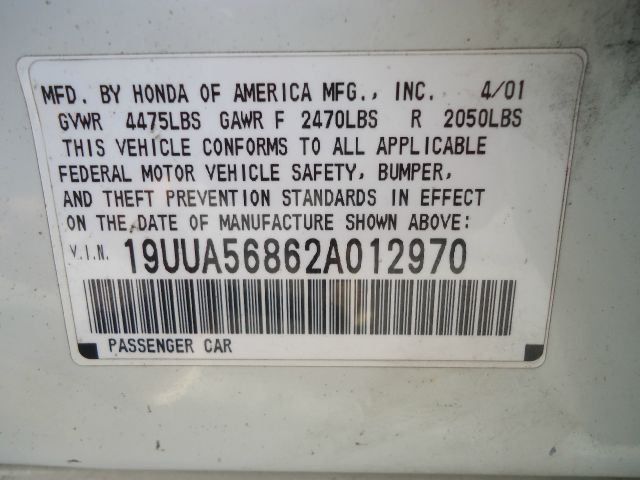 MFD. BY HONDA OF AMERICA MFG., INC. 4/01
GVWR 4475LBS GAWR F 2470LBS R 2050LBS
THIS VEHICLE CONFORMS TO ALL APPLICABLE
FEDERAL MOTOR VEHICLE SAFETY, BUMPER,
AND THEFT PREVENTION STANDARDS IN EFFECT
ON THE DATE OF MANUFACTURE SHOWN ABOVE:
V.I.N. 19UUA56862A012970
PASSENGER CAR